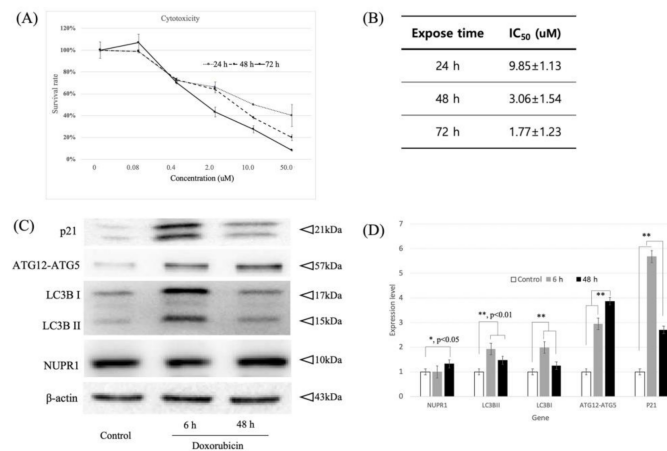 (A)
Cytotoxicity
120%
100%
80%
60%
40%
20%
0%
Survival rate
24 h 48 h 72 h
0 0.08 0.4 2.0 10.0 50.0
Concentration (uM)
(B)
Expose time IC50 (uM)
24 h 9.85±1.13
48 h 3.06±1.54
72 h 1.77±1.23
(C)
p21 21kDa
ATG12-ATG5 57kDa
LC3B I 17kDa
LC3B II 15kDa
NUPR1 10kDa
β-actin 43kDa
Control 6 h 48 h
Doxorubicin
(D)
7
6
5
4
3
2
1
0
Expression level
Control 6 h 48 h
*, p<0.05
**, p<0.01
**
**
**
NUPR1 LC3BII LC3BI ATG12-ATG5 P21
Gene